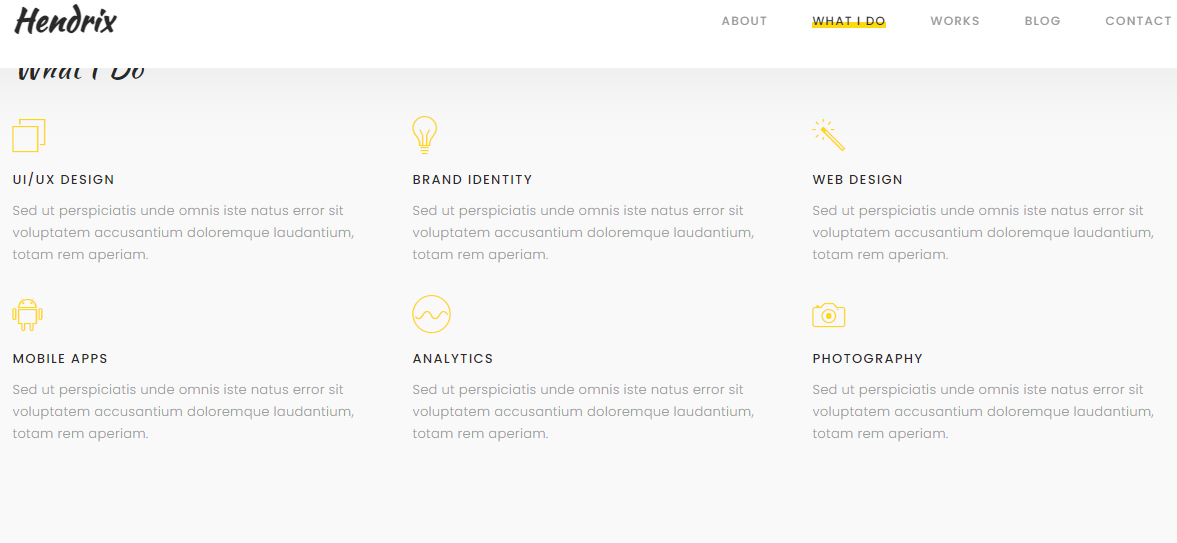 Hendrix
ABOUT WHAT I DO WORKS BLOG CONTACT
What I Do
UI/UX DESIGN
Sed ut perspiciatis unde omnis iste natus error sit
voluptatem accusantium doloremque laudantium,
totam rem aperiam.
BRAND IDENTITY
Sed ut perspiciatis unde omnis iste natus error sit
voluptatem accusantium doloremque laudantium,
totam rem aperiam.
WEB DESIGN
Sed ut perspiciatis unde omnis iste natus error sit
voluptatem accusantium doloremque laudantium,
totam rem aperiam.
MOBILE APPS
Sed ut perspiciatis unde omnis iste natus error sit
voluptatem accusantium doloremque laudantium,
totam rem aperiam.
ANALYTICS
Sed ut perspiciatis unde omnis iste natus error sit
voluptatem accusantium doloremque laudantium,
totam rem aperiam.
PHOTOGRAPHY
Sed ut perspiciatis unde omnis iste natus error sit
voluptatem accusantium doloremque laudantium,
totam rem aperiam.